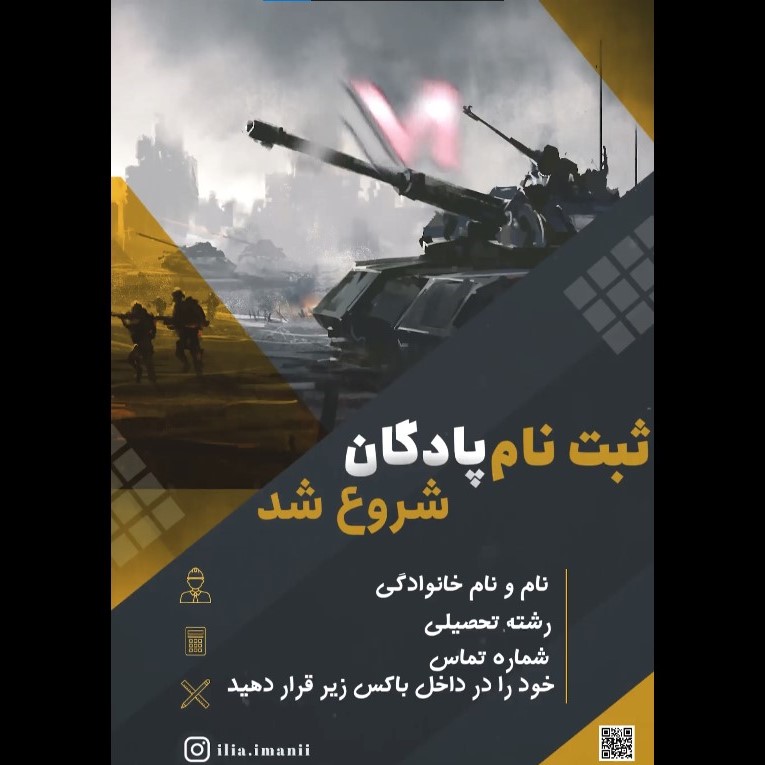 ثبت نام پادگان
شروع شد
نام و نام خانوادگی
رشته تحصیلی
شماره تماس
خود را در داخل باکس زیر قرار دهید
ilia.imanii